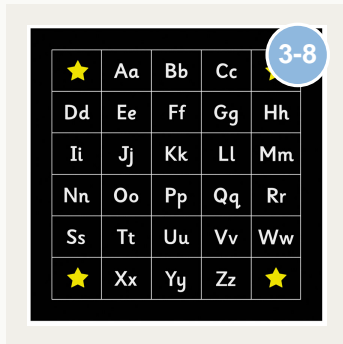 3-8
Aa Bb Cc
Dd Ee Ff Gg Hh
Ii Jj Kk Ll Mm
Nn Oo Pp Qq Rr
Ss Tt Uu Vv Ww
Xx Yy Zz